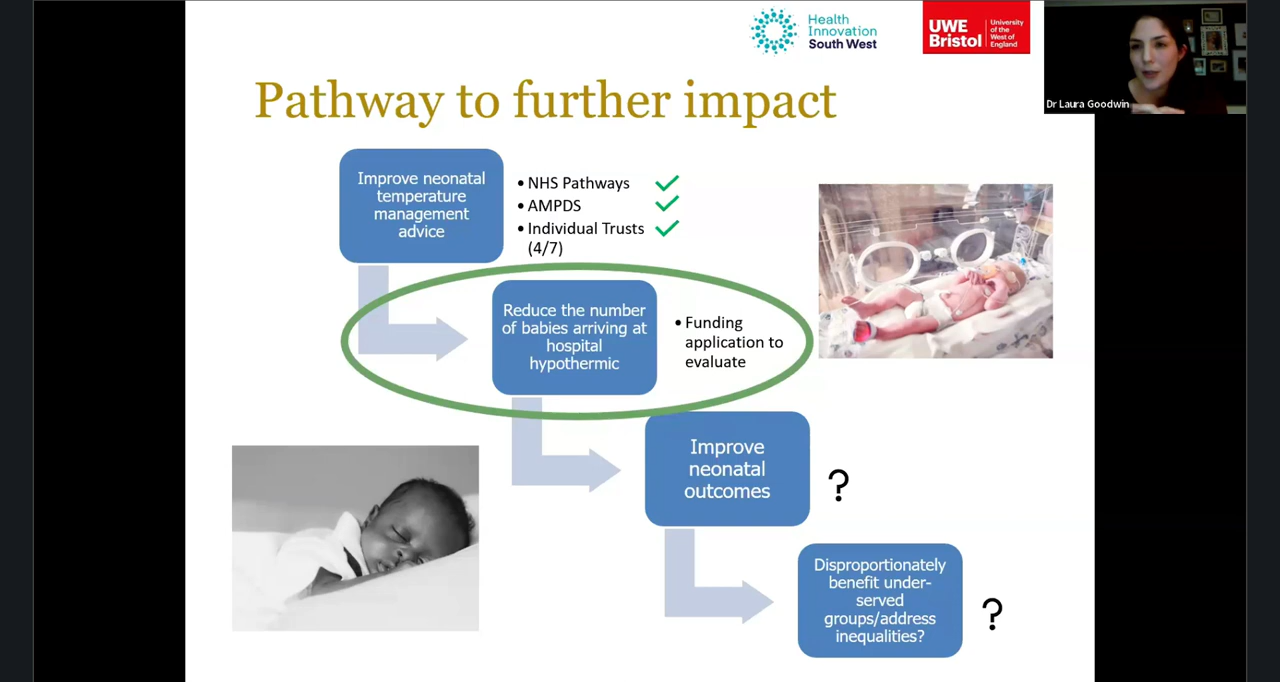 Health
Innovation
South West
UWE
Bristol
University
of the
West of
England
Dr Laura Goodwin
Pathway to further impact
Improve neonatal
temperature
management
advice
• NHS Pathways
• AMPDS
• Individual Trusts
(4/7)
Reduce the number
of babies arriving at
hospital
hypothermic
• Funding
application to
evaluate
Improve
neonatal
outcomes
?
Disproportionately
benefit under-
served
groups/address
inequalities?
?